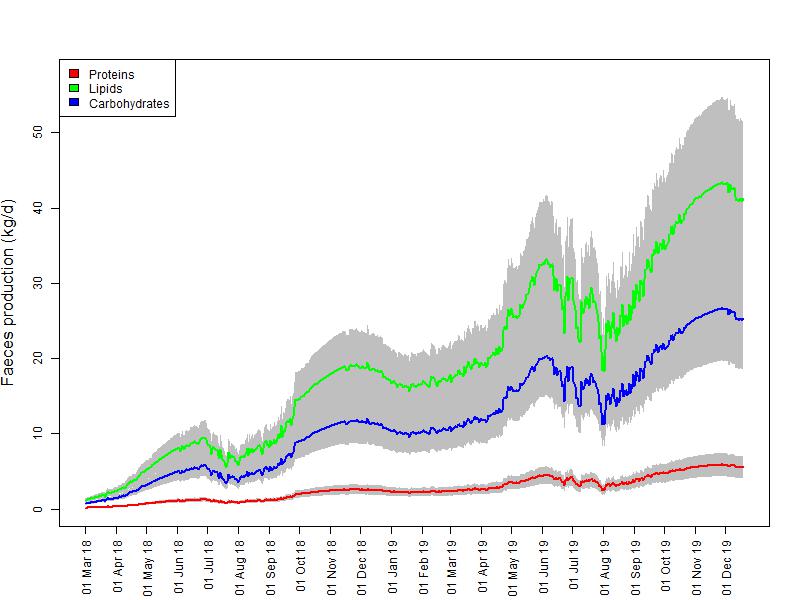 Proteins
Lipids
Carbohydrates
Faeces production (kg/d)
50
40
30
20
10
0
01 Mar 18
01 Apr 18
01 May 18
01 Jun 18
01 Jul 18
01 Aug 18
01 Sep 18
01 Oct 18
01 Nov 18
01 Dec 18
01 Jan 19
01 Feb 19
01 Mar 19
01 Apr 19
01 May 19
01 Jun 19
01 Jul 19
01 Aug 19
01 Sep 19
01 Oct 19
01 Nov 19
01 Dec 19